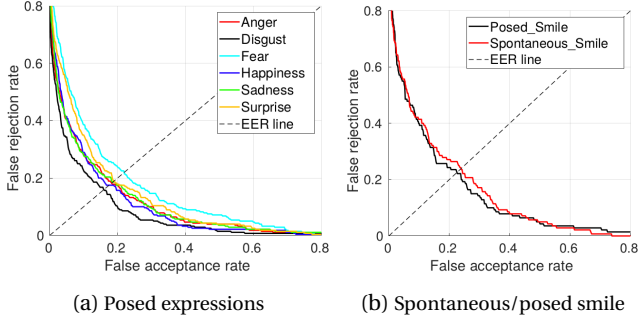 0.8
0.6
0.4
0.2
0
0
0.2
0.4
0.6
0.8
False rejection rate
False acceptance rate
Anger
Disgust
Fear
Happiness
Sadness
Surprise
EER line
(a) Posed expressions
0.8
0.6
0.4
0.2
0
0
0.2
0.4
0.6
0.8
False rejection rate
False acceptance rate
Posed_Smile
Spontaneous_Smile
EER line
(b) Spontaneous/posed smile